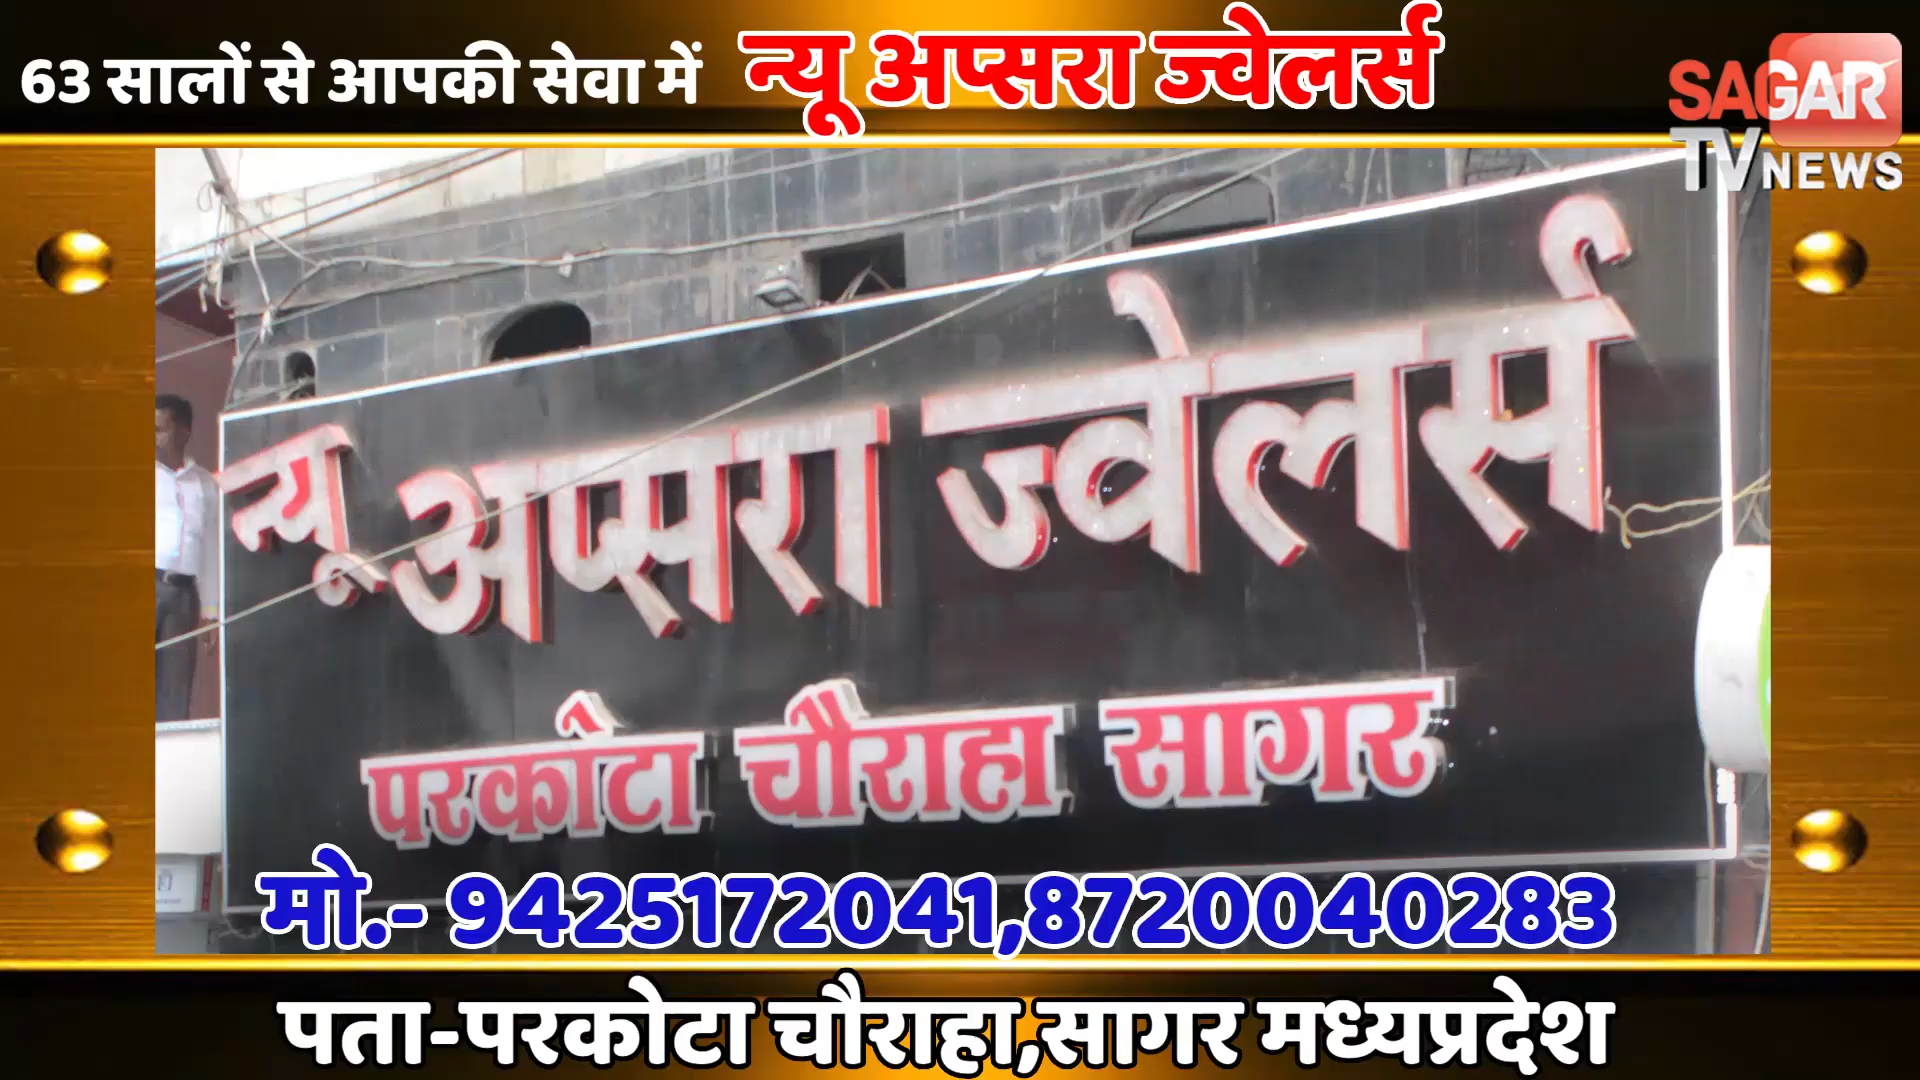 63 सालों से आपकी सेवा में न्यू अप्सरा ज्वेलर्स
SAGAR
TV NEWS
न्यू अप्सरा ज्वेलर्स
परकोटा चौराहा सागर
मो.- 9425172041,8720040283
पता-परकोटा चौराहा,सागर मध्यप्रदेश